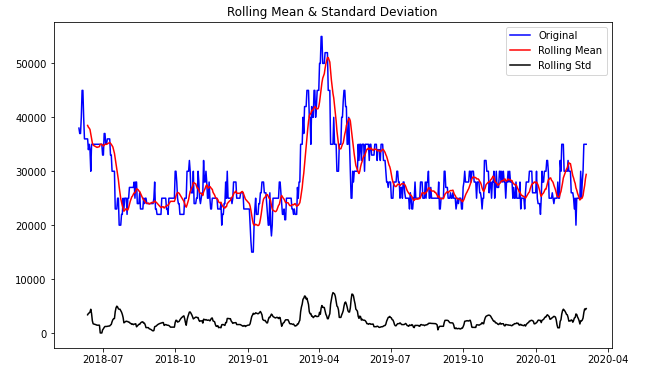 Rolling Mean & Standard Deviation
Original
Rolling Mean
Rolling Std
50000
40000
30000
20000
10000
0
2018-07 2018-10 2019-01 2019-04 2019-07 2019-10 2020-01 2020-04